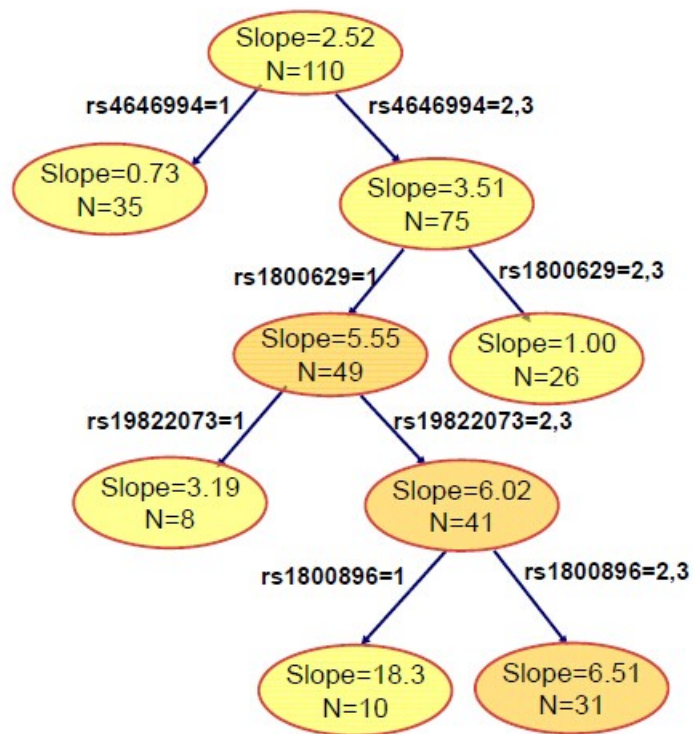 Slope=2.52
N=110
rs4646994=1
rs4646994=2,3
Slope=0.73
N=35
Slope=3.51
N=75
rs1800629=1
rs1800629=2,3
Slope=5.55
N=49
Slope=1.00
N=26
rs19822073=1
rs19822073=2,3
Slope=3.19
N=8
Slope=6.02
N=41
rs1800896=1
rs1800896=2,3
Slope=18.3
N=10
Slope=6.51
N=31